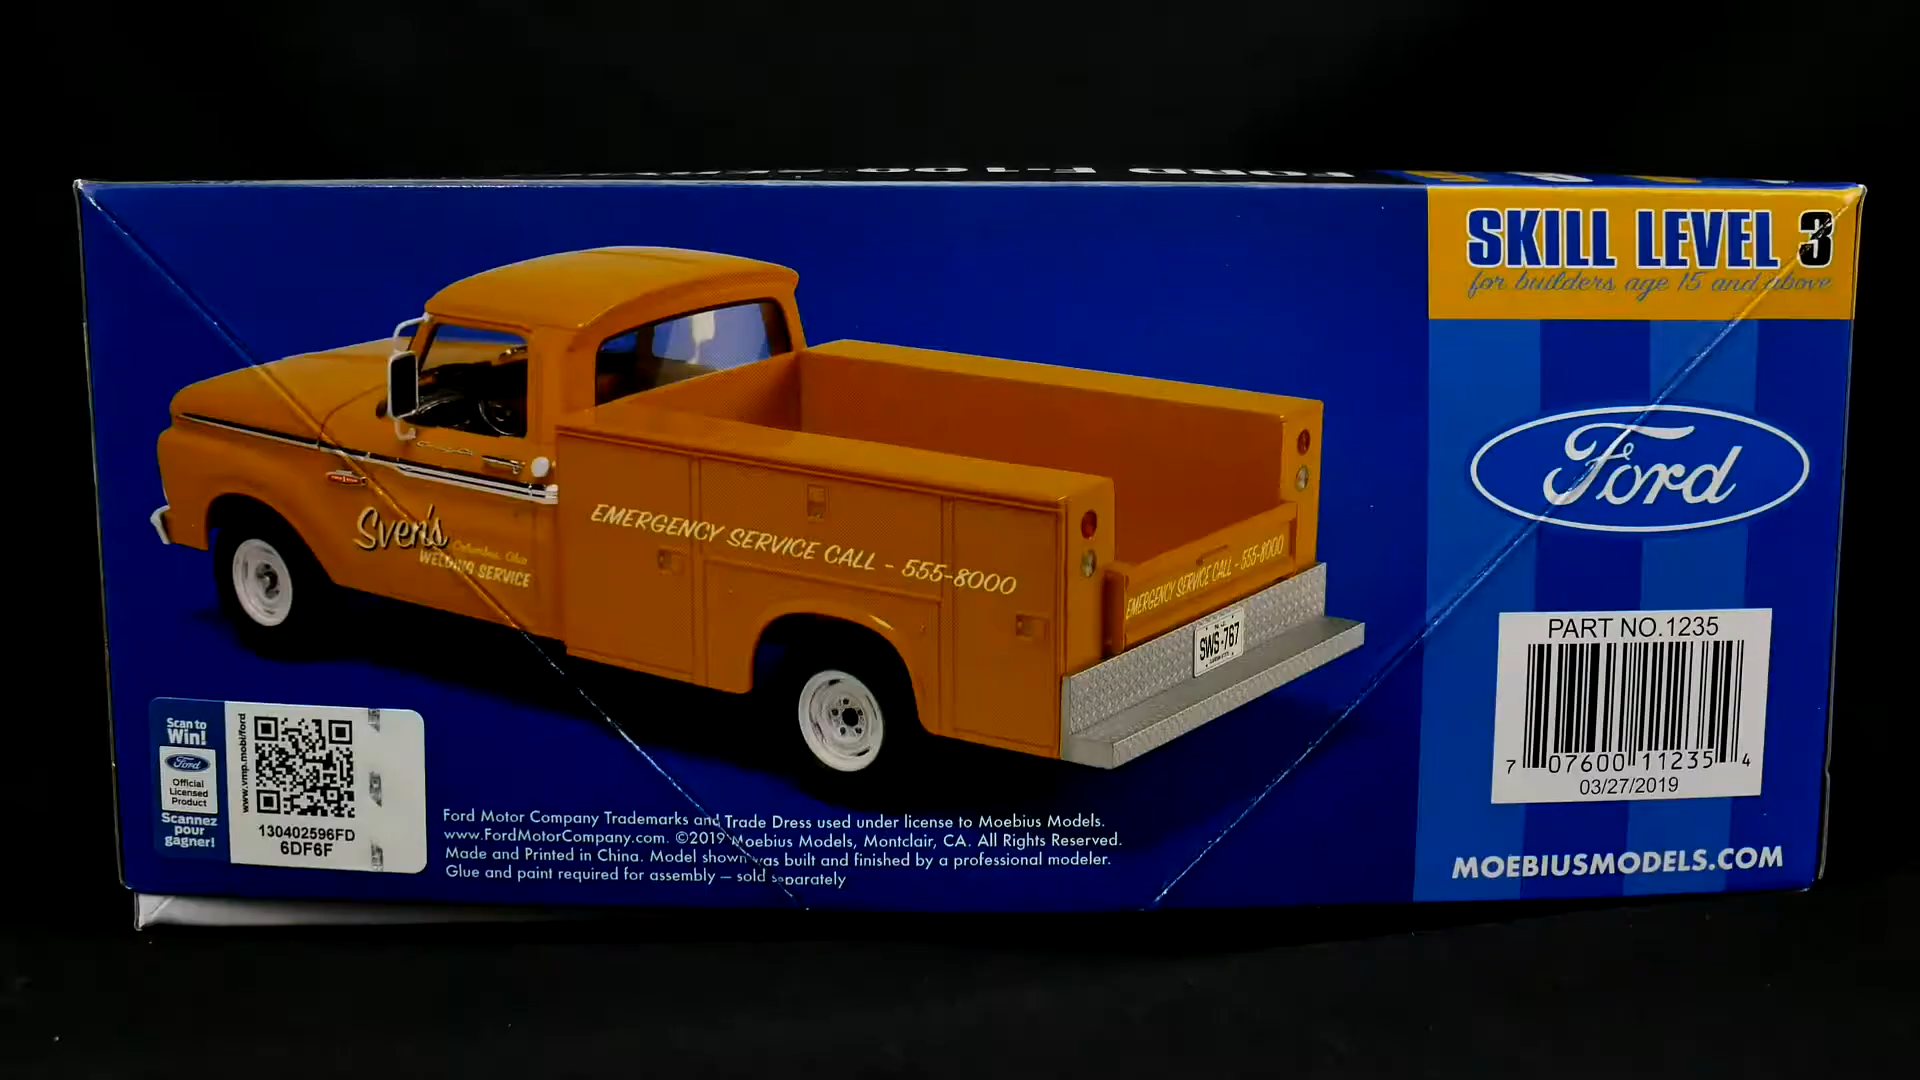 FORD F-100
SKILL LEVEL 3
for builders age 15 and above
Ford
Sven's
Columbus, Ohio
WELDING SERVICE
EMERGENCY SERVICE CALL - 555-8000
EMERGENCY SERVICE CALL - 555-8000
SWS-767
PART NO.1235
7 07600 11235 4
03/27/2019
MOEBIUSMODELS.COM
Scan to
Win!
Ford
Official
Licensed
Product
Scannez
pour
gagner!
www.vmp.mobi/ford
130402596FD
6DF6F
Ford Motor Company Trademarks and Trade Dress used under license to Moebius Models.
www.FordMotorCompany.com. ©2019 Moebius Models, Montclair, CA. All Rights Reserved.
Made and Printed in China. Model shown was built and finished by a professional modeler.
Glue and paint required for assembly – sold separately